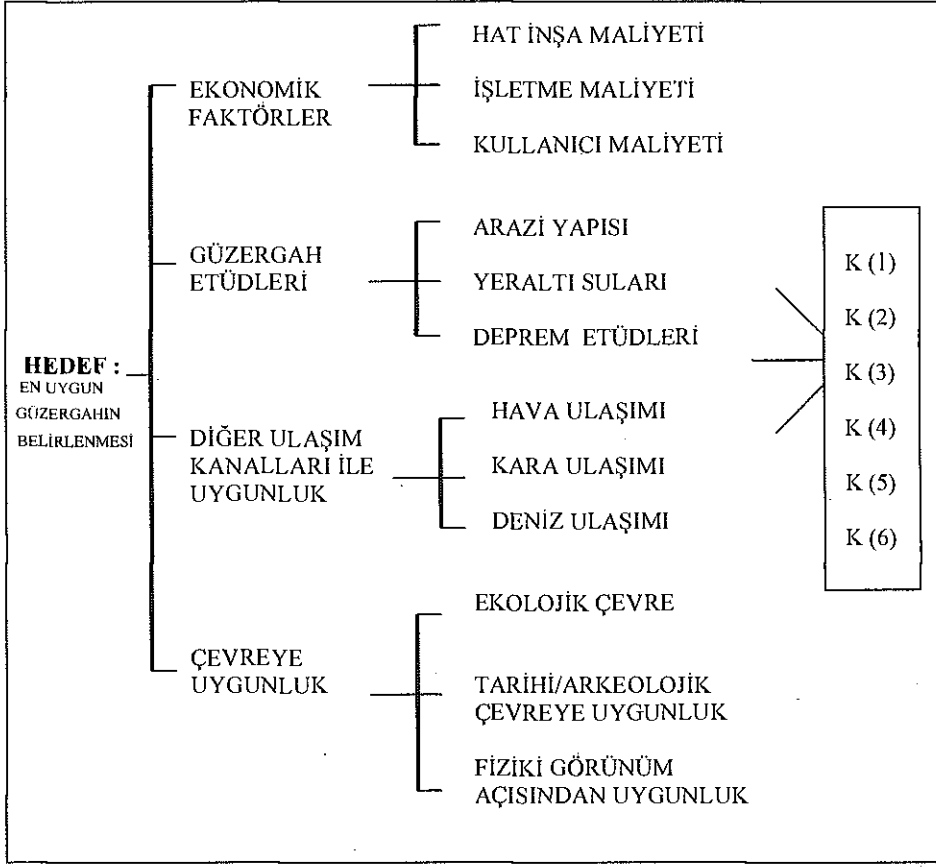 HEDEF :
EN UYGUN
GÜZERGAHIN
BELİRLENMESİ
EKONOMİK
FAKTÖRLER
HAT İNŞA MALİYETİ
İŞLETME MALİYETİ
KULLANICI MALİYETİ
GÜZERGAH
ETÜDLERİ
ARAZİ YAPISI
YERALTI SULARI
DEPREM ETÜDLERİ
DİĞER ULAŞIM
KANALLARI İLE
UYGUNLUK
HAVA ULAŞIMI
KARA ULAŞIMI
DENİZ ULAŞIMI
ÇEVREYE
UYGUNLUK
EKOLOJİK ÇEVRE
TARİHİ/ARKEOLOJİK
ÇEVREYE UYGUNLUK
FİZİKİ GÖRÜNÜM
AÇISINDAN UYGUNLUK
K (1)
K (2)
K (3)
K (4)
K (5)
K (6)